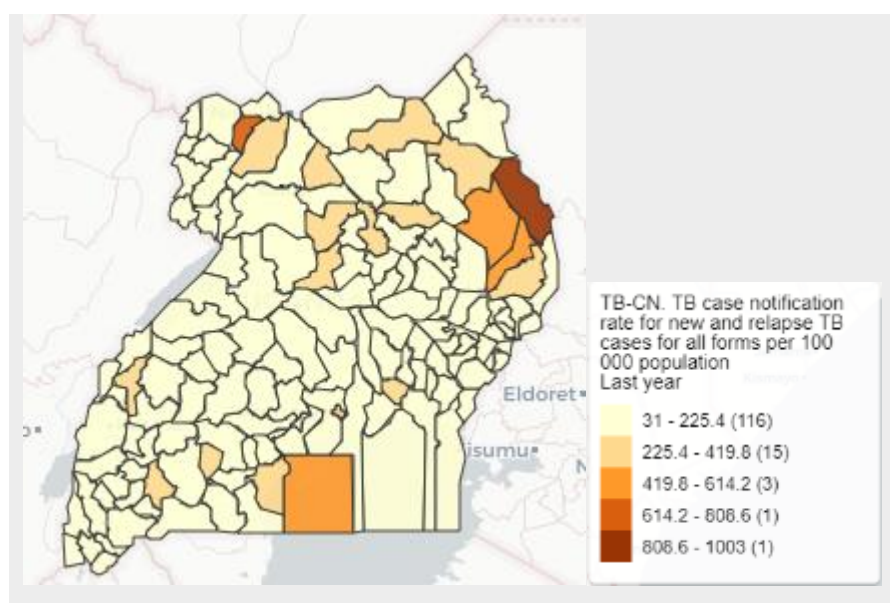 Eldoret
isumu
TB-CN. TB case notification
rate for new and relapse TB
cases for all forms per 100
000 population
Last year
31 - 225.4 (116)
225.4 - 419.8 (15)
419.8 - 614.2 (3)
614.2 - 808.6 (1)
808.6 - 1003 (1)